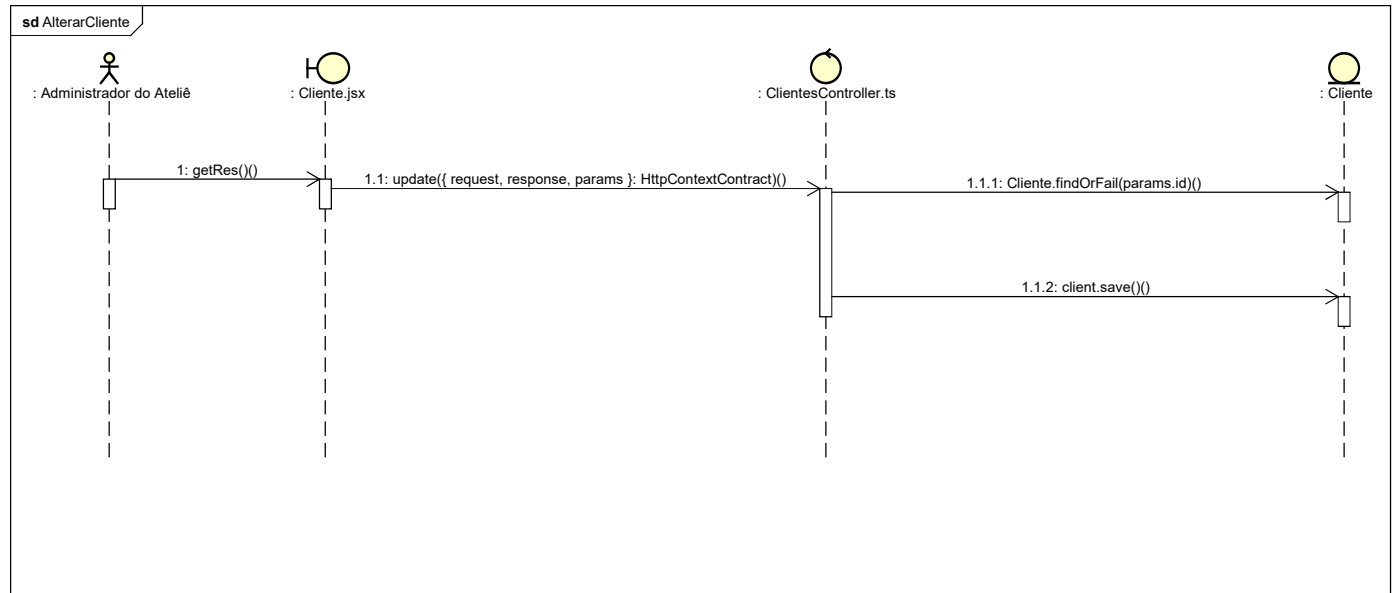 sd AlterarCliente
: Administrador do Ateliê
: Cliente.jsx
: ClientesController.ts
: Cliente
1: getRes()()
1.1: update({ request, response, params }: HttpContextContract)()
1.1.1: Cliente.findOrFail(params.id)()
1.1.2: client.save()()